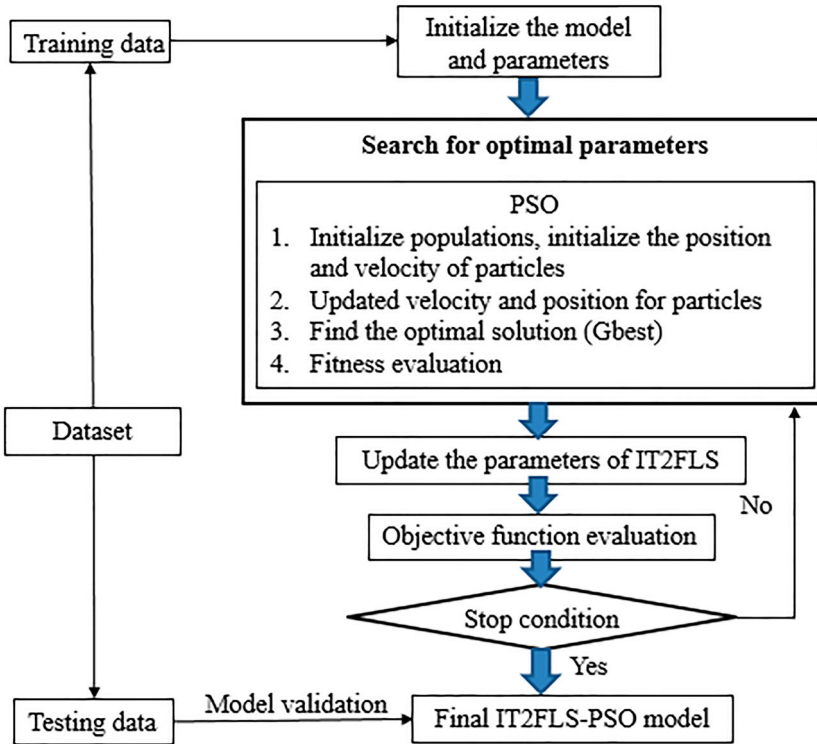 Training data
Initialize the model
and parameters
Search for optimal parameters
PSO
1. Initialize populations, initialize the position
and velocity of particles
2. Updated velocity and position for particles
3. Find the optimal solution (Gbest)
4. Fitness evaluation
Dataset
Update the parameters of IT2FLS
No
Objective function evaluation
Stop condition
Yes
Testing data
Model validation
Final IT2FLS-PSO model